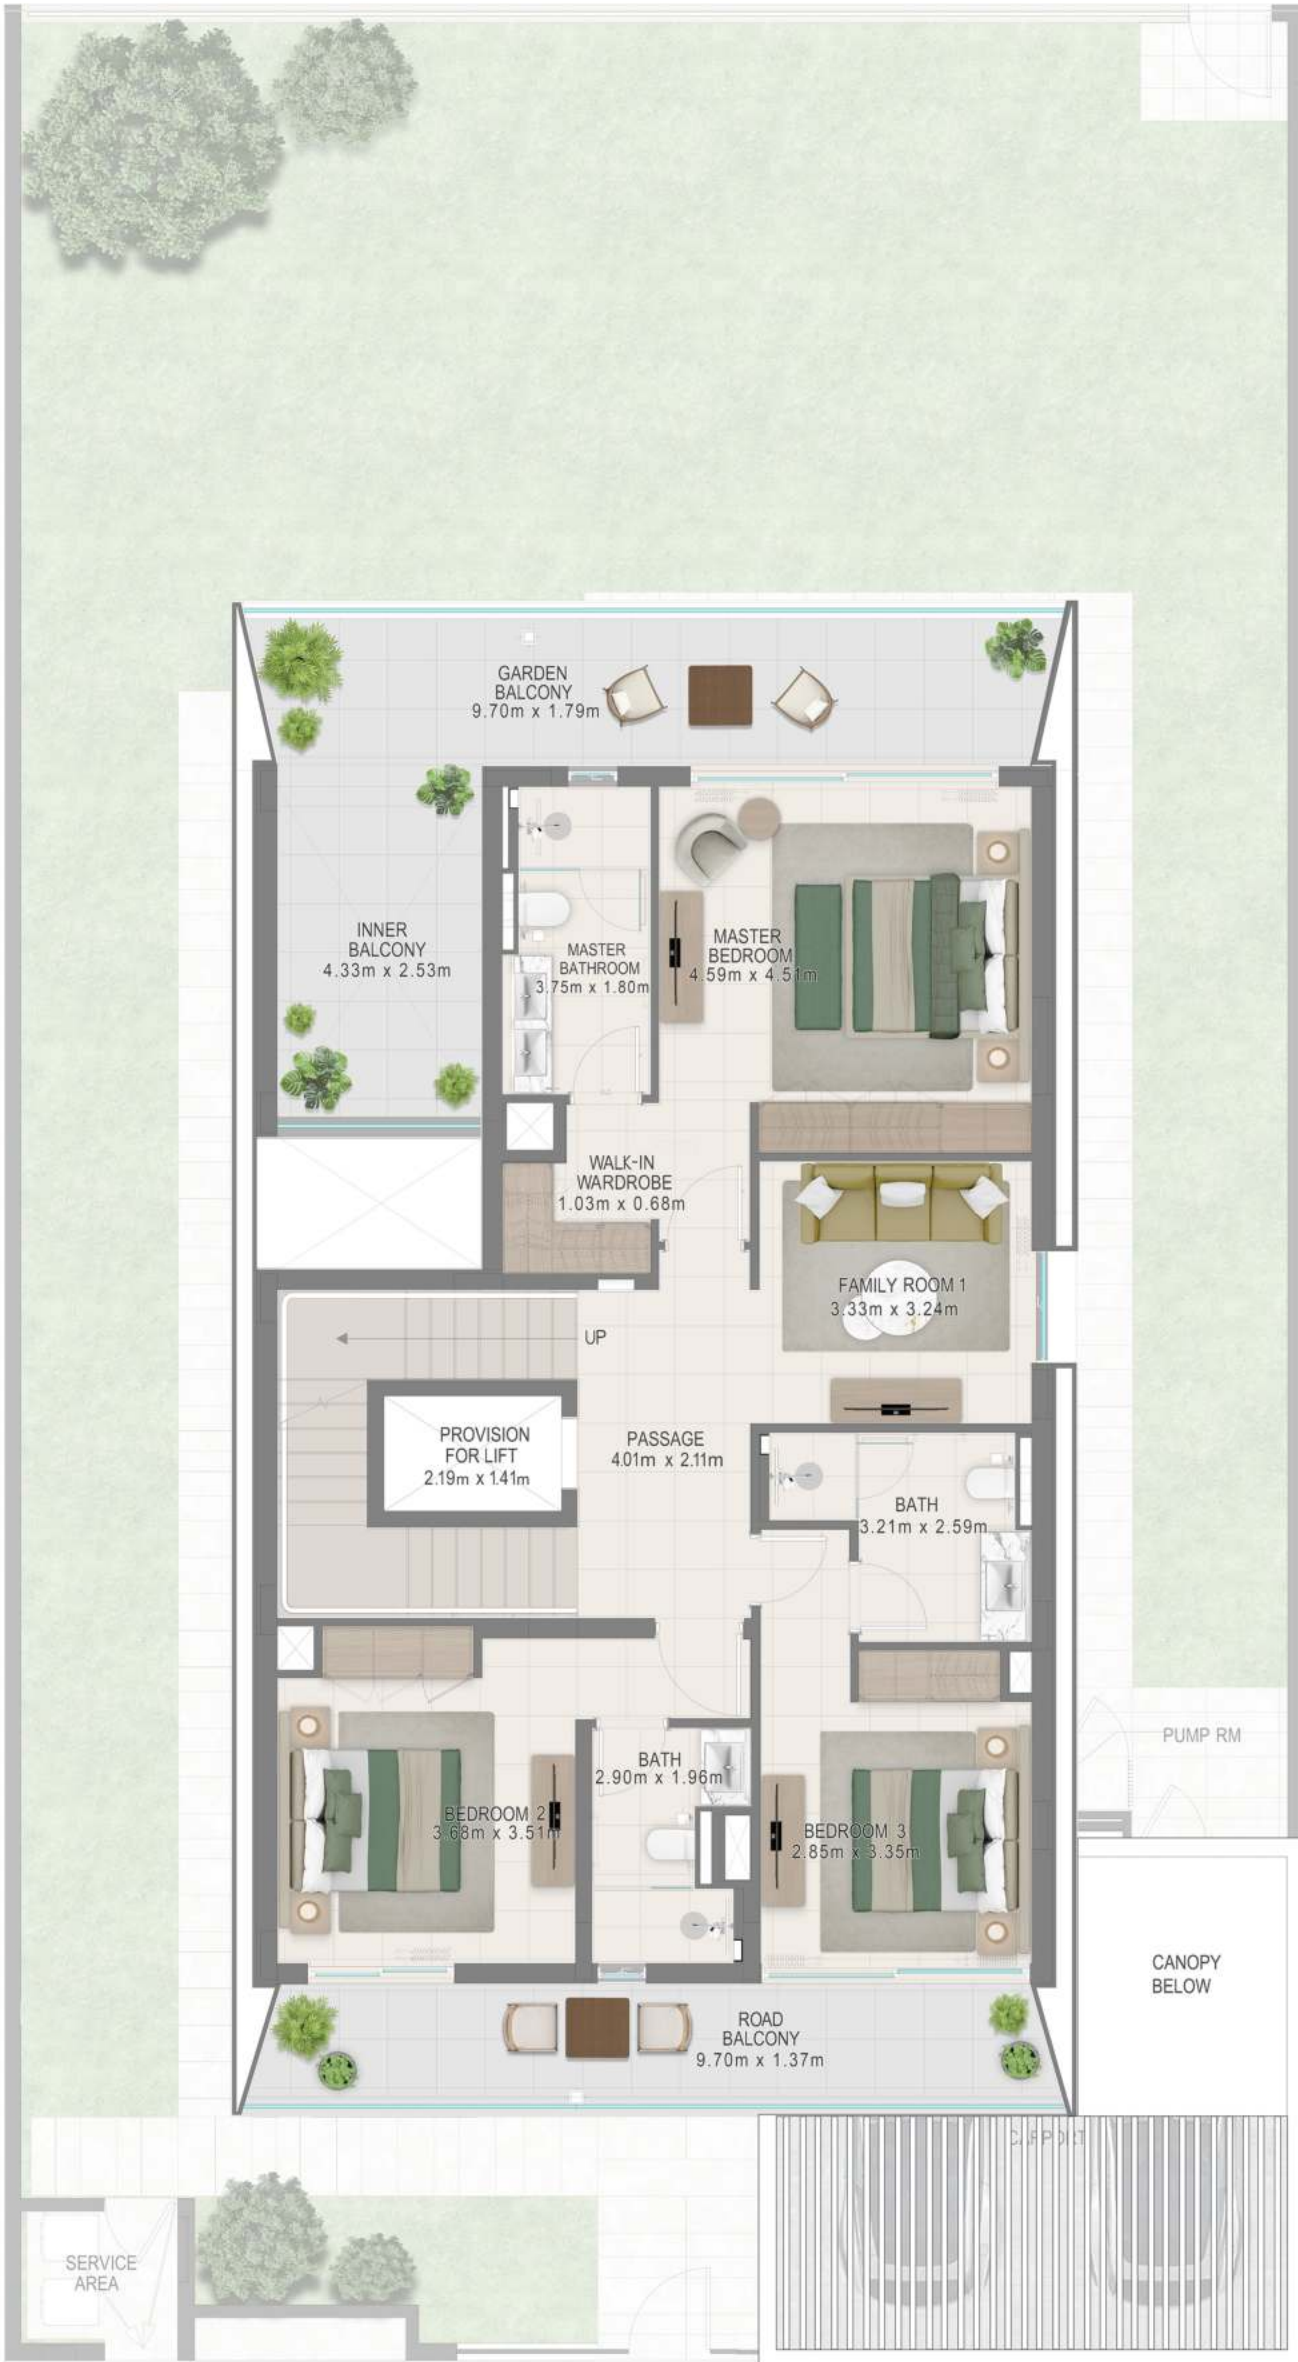 GARDEN
BALCONY
9.70m x 1.79m
INNER
BALCONY
4.33m x 2.53m
MASTER
BATHROOM
3.75m x 1.80m
MASTER
BEDROOM
4.59m x 4.51m
WALK-IN
WARDROBE
1.03m x 0.68m
FAMILY ROOM 1
3.33m x 3.24m
UP
PROVISION
FOR LIFT
2.19m x 1.41m
PASSAGE
4.01m x 2.11m
BATH
3.21m x 2.59m
PUMP RM
BATH
2.90m x 1.96m
BEDROOM 2
3.68m x 3.51m
BEDROOM 3
2.85m x 3.35m
CANOPY
BELOW
ROAD
BALCONY
9.70m x 1.37m
CARPORT
SERVICE
AREA